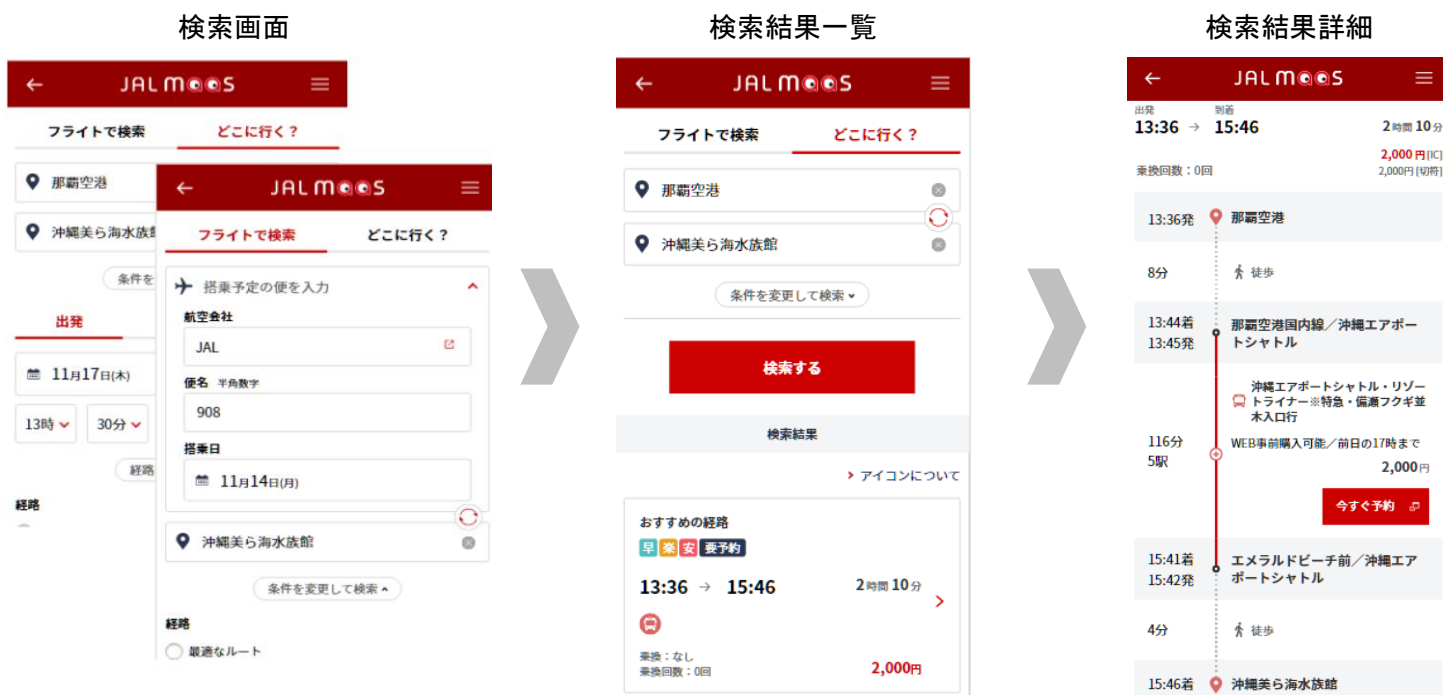 検索画面
JAL MaaS
フライトで検索
どこに行く？
那覇空港
沖縄美ら海水族館
条件を
出発
11月17日(木)
13時
30分
経路
経路
JAL MaaS
フライトで検索
どこに行く？
搭乗予定の便を入力
航空会社
JAL
便名 半角数字
908
搭乗日
11月14日(月)
沖縄美ら海水族館
条件を変更して検索
経路
最適なルート
検索結果一覧
JAL MaaS
フライトで検索
どこに行く？
那覇空港
沖縄美ら海水族館
条件を変更して検索
検索する
検索結果
アイコンについて
おすすめの経路
早 楽 安 要予約
13:36 → 15:46 2時間10分
乗換：なし
乗換回数：0回
2,000円
検索結果詳細
JAL MaaS
出発 到着
13:36 → 15:46 2時間10分
2,000円[IC]
乗換回数：0回 2,000円[切符]
13:36発 那覇空港
8分 徒歩
13:44着
13:45発
那覇空港国内線／沖縄エアポー
トシャトル
沖縄エアポートシャトル・リゾー
トライナー※特急・備瀬フクギ並
木入口行
116分
5駅
WEB事前購入可能／前日の17時まで
2,000円
今すぐ予約
15:41着
15:42発
エメラルドビーチ前／沖縄エア
ポートシャトル
4分 徒歩
15:46着 沖縄美ら海水族館